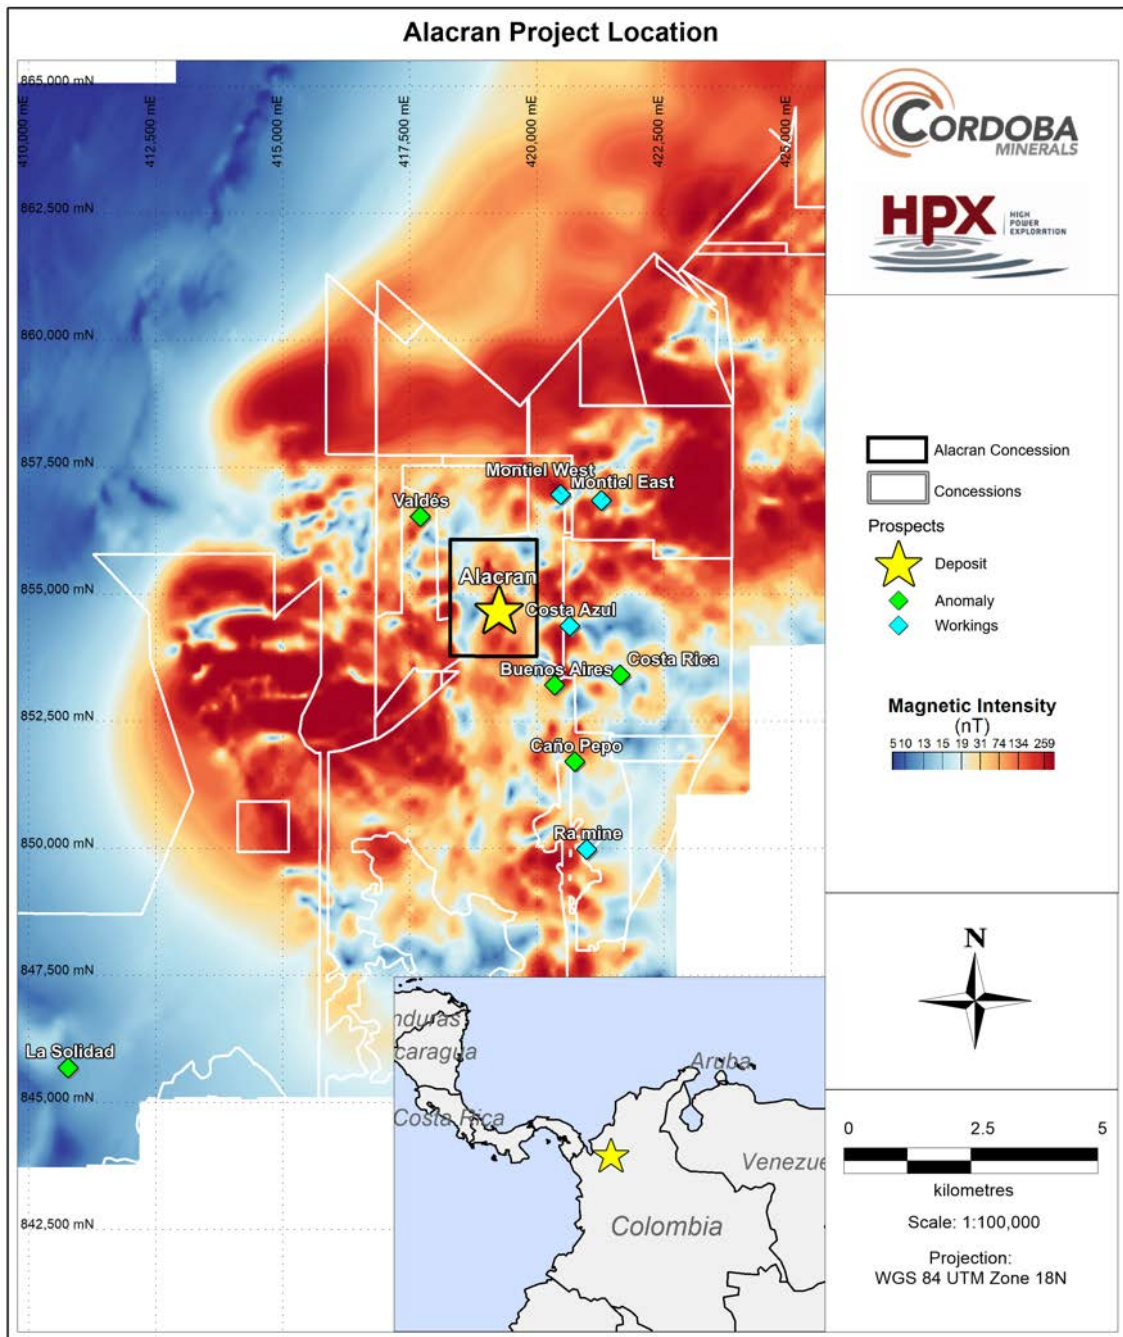 Alacran Project Location
865,000 mN
410,000 mE
412,500 mE
415,000 mE
417,500 mE
420,000 mE
422,500 mE
425,000 mE
862,500 mN
860,000 mN
857,500 mN
855,000 mN
852,500 mN
850,000 mN
847,500 mN
845,000 mN
842,500 mN
Montiel West
Montiel East
Valdés
Alacran
Costa Azul
Buenos Aires
Costa Rica
Caño Pepo
Ra mine
La Solidad
nduras
caragua
Costa Rica
Aruba
Venezue
Colombia
CORDOBA
MINERALS
HPX
HIGH
POWER
EXPLORATION
Alacran Concession
Concessions
Prospects
Deposit
Anomaly
Workings
Magnetic Intensity
(nT)
5 10 13 15 19 31 74 134 259
N
0 2.5 5
kilometres
Scale: 1:100,000
Projection:
WGS 84 UTM Zone 18N